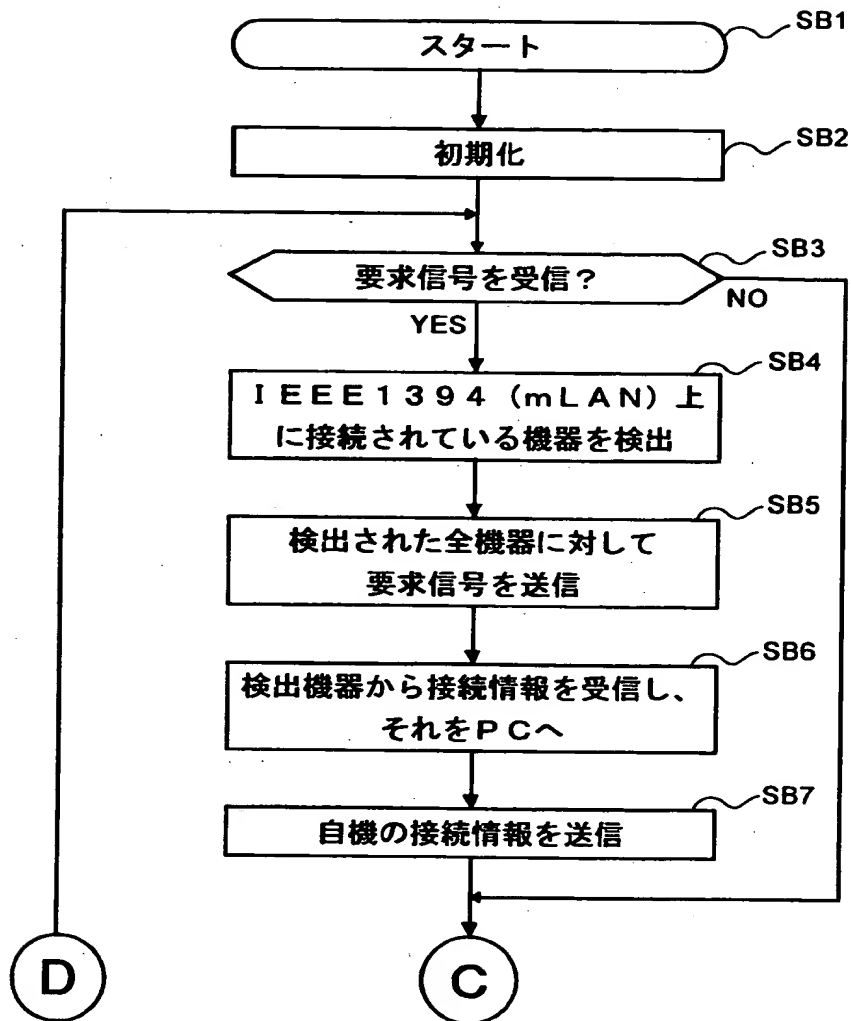 スタート
SB1
初期化
SB2
要求信号を受信?
SB3
NO
YES
SB4
IEEE1394(mLAN)上
に接続されている機器を検出
SB5
検出された全機器に対して
要求信号を送信
SB6
検出機器から接続情報を受信し、
それをPCへ
SB7
自機の接続情報を送信
D
C